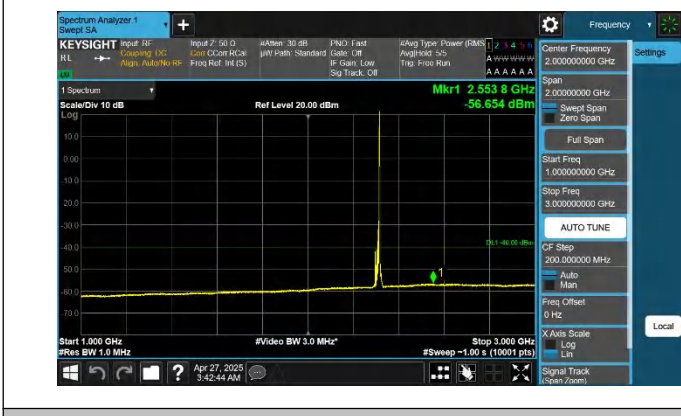 Spectrum Analyzer 1
Swept SA
Frequency
KEYSIGHT Input: RF Input Z: 50 Ω #Atten: 30 dB PNO: Fast #Avg Type: Power (RMS 1 2 3 4 5 6
RL Coupling: DC Corr CCorr RCal µW Path: Standard Gate: Off Avg|Hold: 5/5 A W W W W W
Align: Auto/No RF Freq Ref: Int (S) IF Gain: Low Trig: Free Run
Sig Track: Off A A A A A A
Settings
1 Spectrum
Mkr1 2.553 8 GHz
Scale/Div 10 dB Ref Level 20.00 dBm -56.654 dBm
Log
10.0
0.00
-10.0
-20.0
-30.0
-40.0
DL1 -40.00 dBm
-50.0
1
-60.0
-70.0
Start 1.000 GHz #Video BW 3.0 MHz* Stop 3.000 GHz
#Res BW 1.0 MHz #Sweep ~1.00 s (10001 pts)
?
Apr 27, 2025
3:42:44 AM
Center Frequency
2.000000000 GHz
Span
2.00000000 GHz
Swept Span
Zero Span
Full Span
Start Freq
1.000000000 GHz
Stop Freq
3.000000000 GHz
AUTO TUNE
CF Step
200.000000 MHz
Auto
Man
Freq Offset
0 Hz
X Axis Scale
Log
Lin
Signal Track
(Span Zoom)
Local